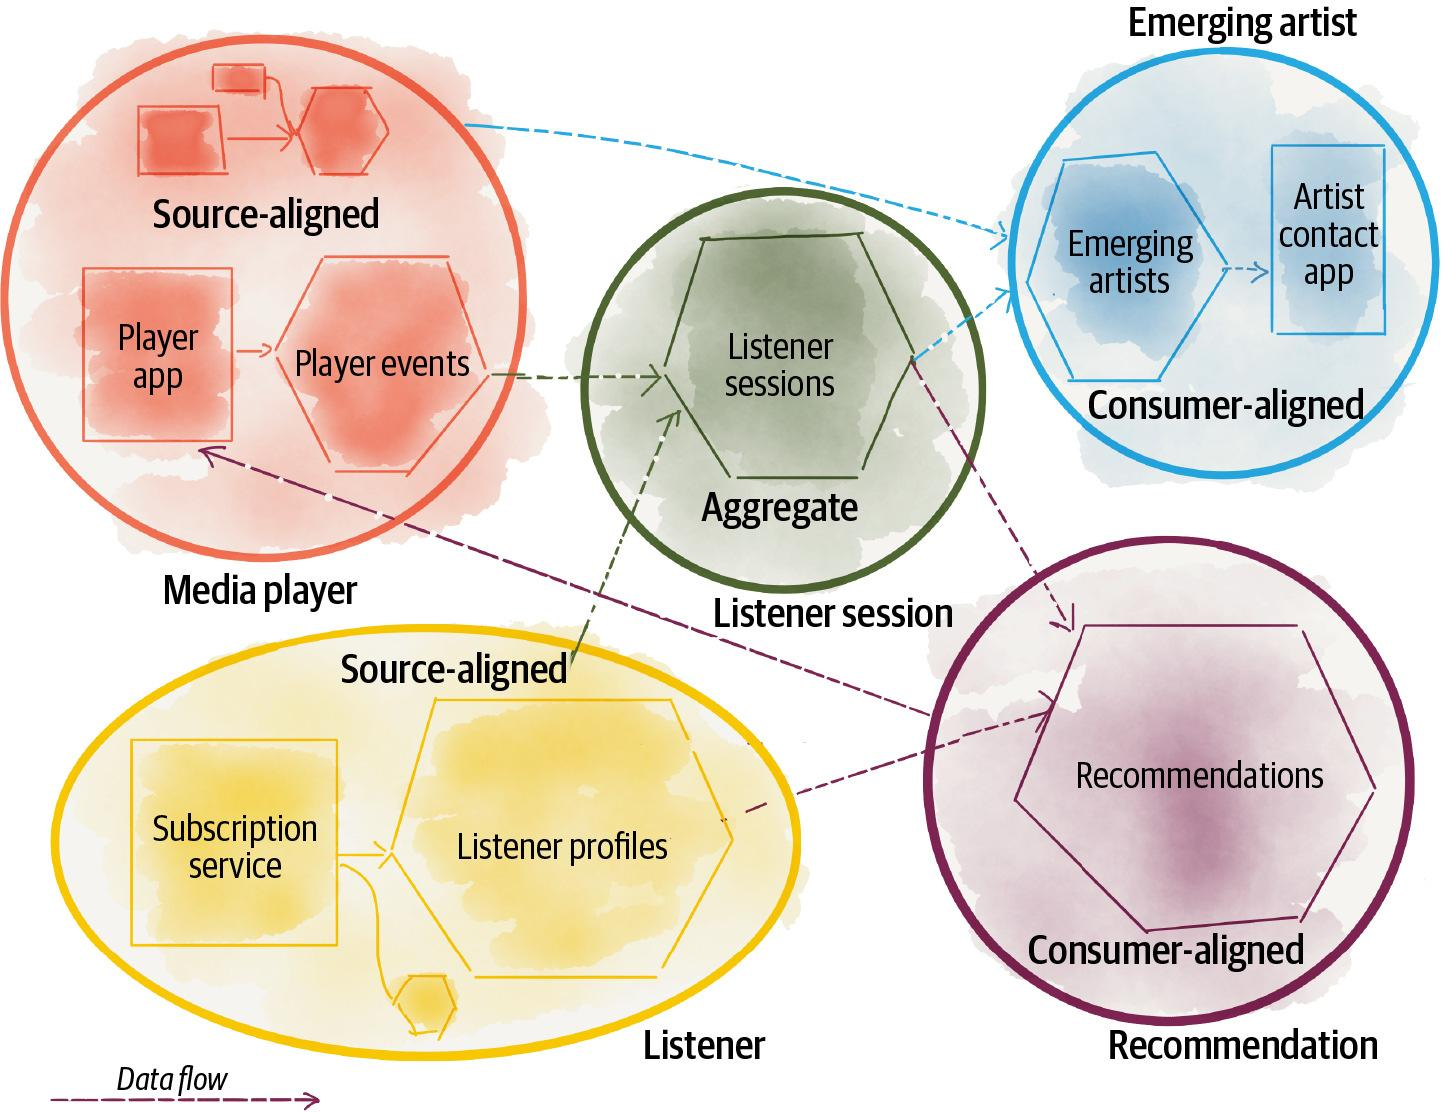 Emerging artist
Source-aligned
Player
app
Player events
Media player
Listener
sessions
Aggregate
Listener session
Emerging
artists
Artist
contact
app
Consumer-aligned
Source-aligned
Subscription
service
Listener profiles
Listener
Recommendations
Consumer-aligned
Recommendation
Data flow